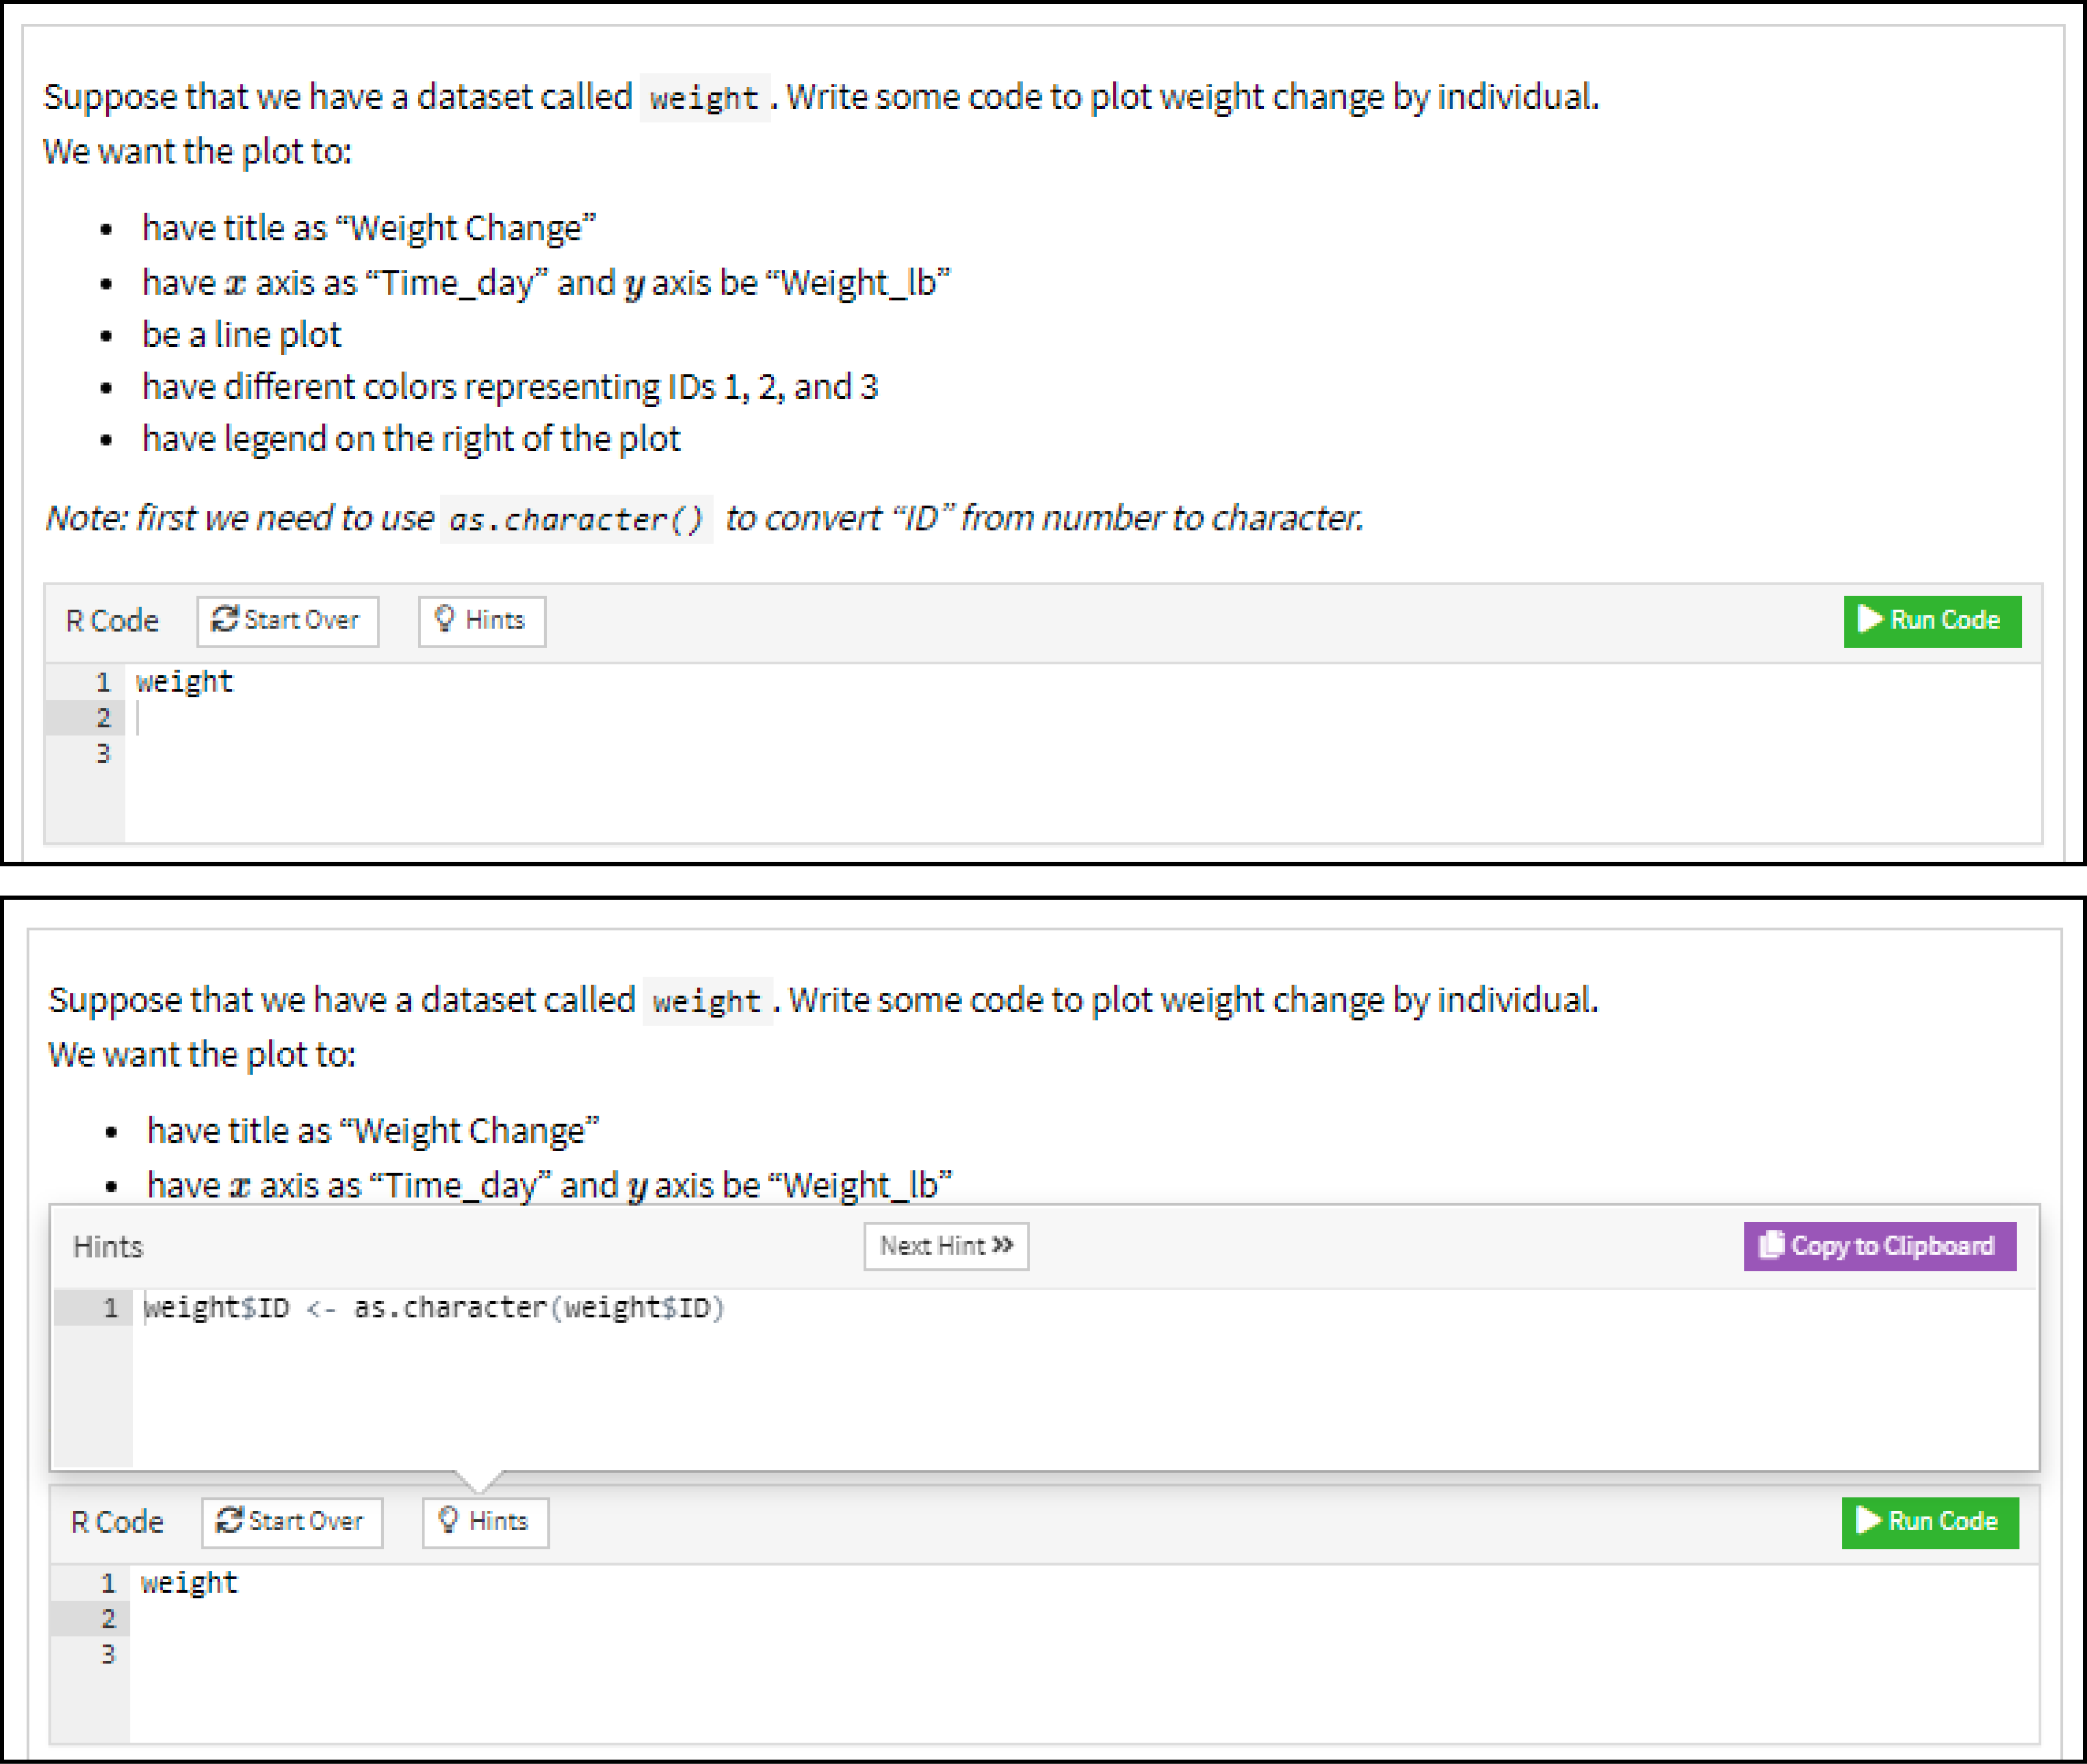 Suppose that we have a dataset called weight. Write some code to plot weight change by individual.
We want the plot to:
• have title as “Weight Change”
• have x axis as “Time_day” and y axis be “Weight_lb”
• be a line plot
• have different colors representing IDs 1, 2, and 3
• have legend on the right of the plot
Note: first we need to use as.character() to convert “ID” from number to character.
R Code Start Over Hints Run Code
1 weight
2
3
Suppose that we have a dataset called weight. Write some code to plot weight change by individual.
We want the plot to:
• have title as “Weight Change”
• have x axis as “Time_day” and y axis be “Weight_lb”
Hints Next Hint » Copy to Clipboard
1 weight$ID <- as.character(weight$ID)
R Code Start Over Hints Run Code
1 weight
2
3